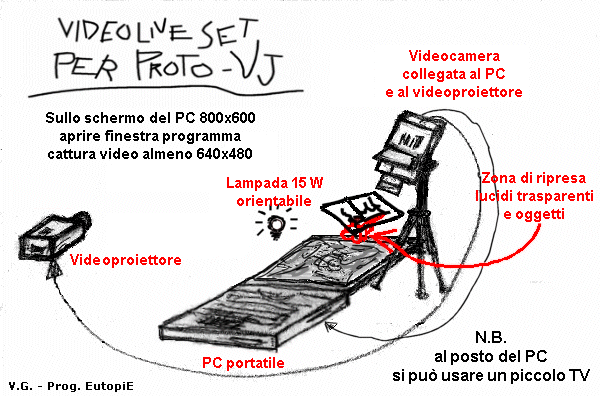 VIDEOLIVE SET
PER PROTO-VJ
Videocamera
collegata al PC
e al videoproiettore
Sullo schermo del PC 800x600
aprire finestra programma
cattura video almeno 640x480
Lampada 15 W
orientabile
Zona di ripresa
lucidi trasparenti
e oggetti
Videoproiettore
PC portatile
N.B.
al posto del PC
si può usare un piccolo TV
V.G. - Prog. EutopiE